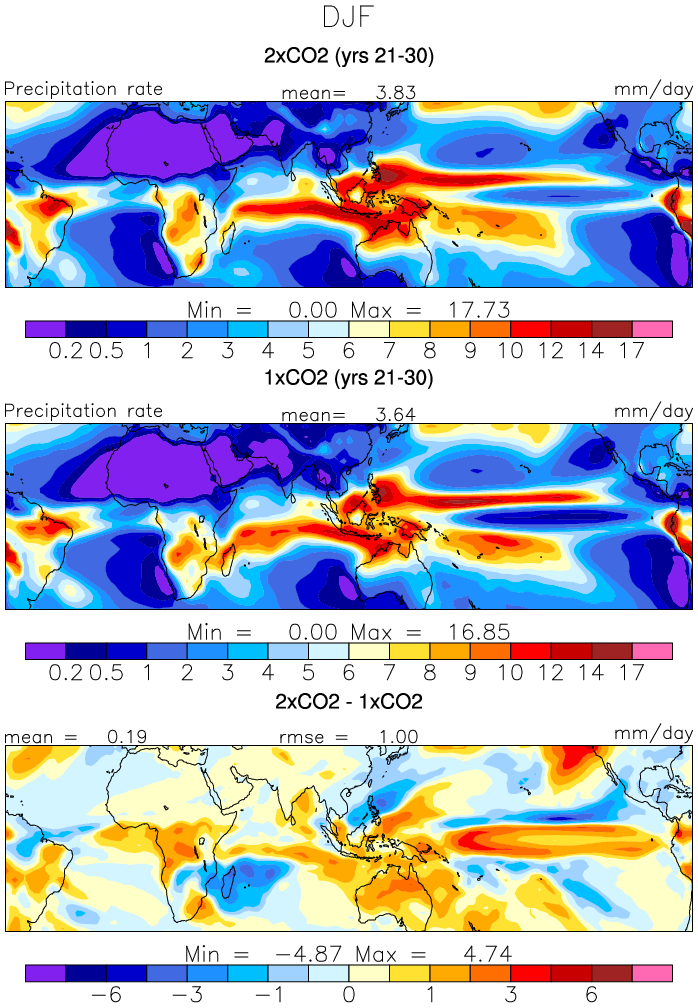 DJF
2xCO2 (yrs 21-30)
Precipitation rate mean= 3.83 mm/day
Min = 0.00 Max = 17.73
0.2 0.5 1 2 3 4 5 6 7 8 9 10 12 14 17
1xCO2 (yrs 21-30)
Precipitation rate mean= 3.64 mm/day
Min = 0.00 Max = 16.85
0.2 0.5 1 2 3 4 5 6 7 8 9 10 12 14 17
2xCO2 - 1xCO2
mean = 0.19 rmse = 1.00 mm/day
Min = -4.87 Max = 4.74
-6 -3 -1 0 1 3 6